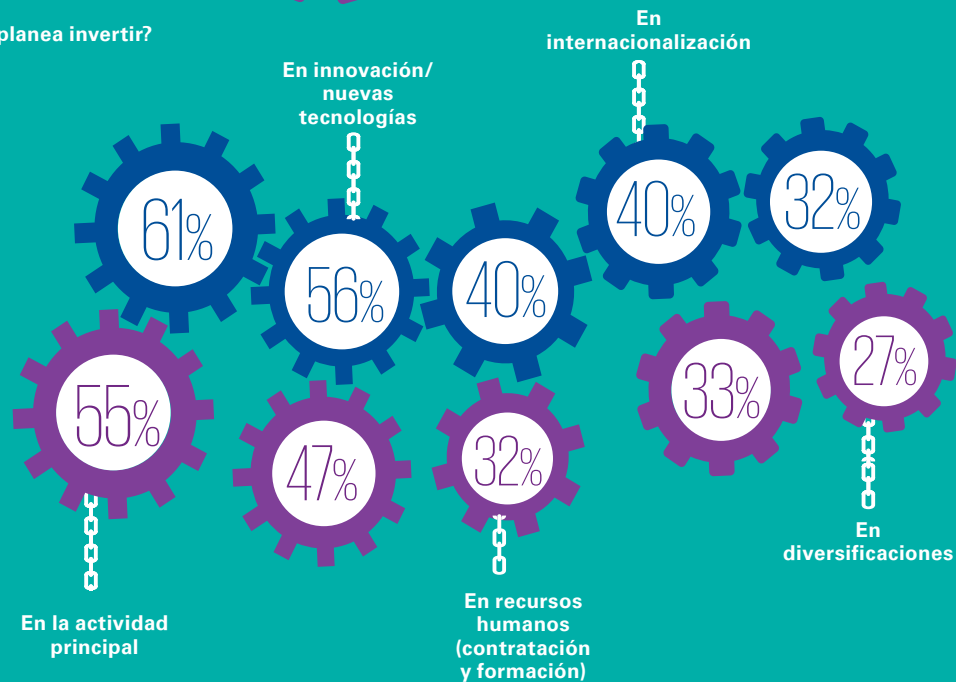 planea invertir?
En
internacionalización
En innovación/
nuevas
tecnologías
61%
56%
40%
40%
32%
55%
47%
32%
33%
27%
En la actividad
principal
En recursos
humanos
(contratación
y formación)
En
diversificaciones